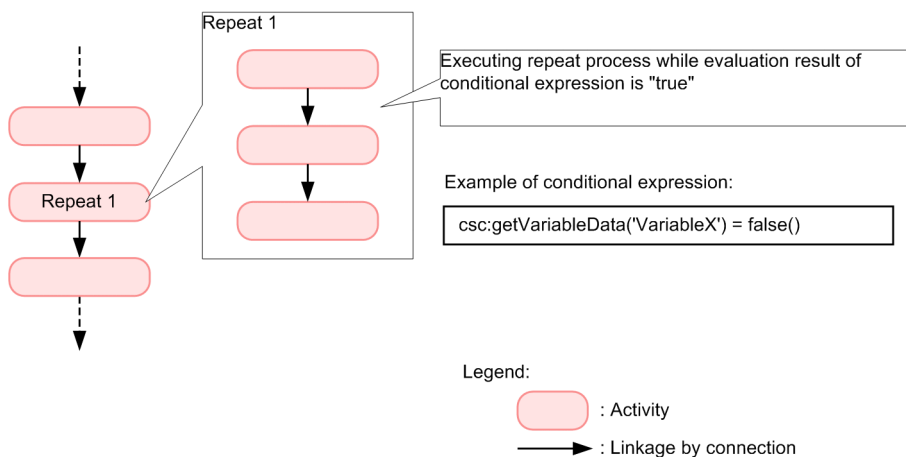 Repeat 1
Executing repeat process while evaluation result of
conditional expression is "true"
Repeat 1
Example of conditional expression:
csc:getVariableData('VariableX') = false()
Legend:
: Activity
: Linkage by connection